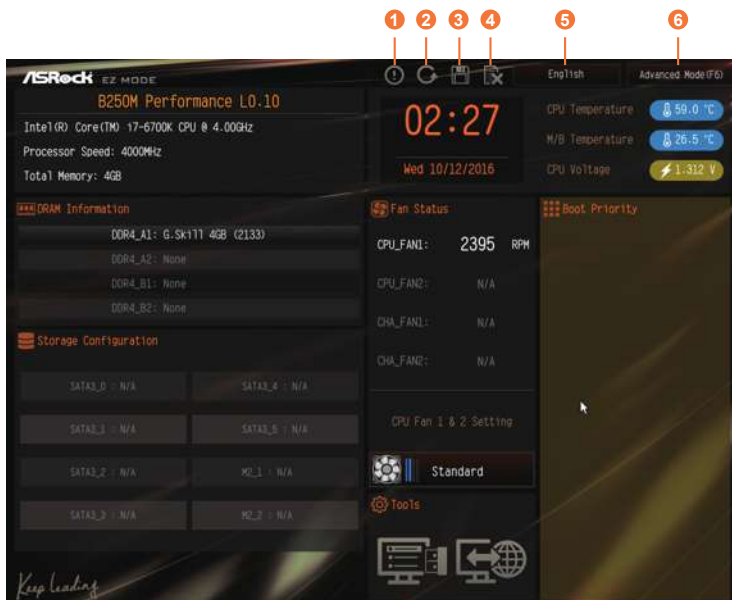 1 2 3 4 5 6
ASRock EZ MODE
English
Advanced Mode(F6)
B250M Performance L0.10
Intel(R) Core(TM) i7-6700K CPU @ 4.00GHz
Processor Speed: 4000MHz
Total Memory: 4GB
02:27
Wed 10/12/2016
CPU Temperature 59.0 °C
M/B Temperature 26.5 °C
CPU Voltage 1.312 V
DRAM Information
DDR4_A1: G.Skill 4GB (2133)
DDR4_A2: None
DDR4_B1: None
DDR4_B2: None
Storage Configuration
SATA3_0 : N/A
SATA3_4 : N/A
SATA3_1 : N/A
SATA3_5 : N/A
SATA3_2 : N/A
M2_1 : N/A
SATA3_3 : N/A
M2_2 : N/A
Fan Status
CPU_FAN1: 2395 RPM
CPU_FAN2: N/A
CHA_FAN1: N/A
CHA_FAN2: N/A
CPU Fan 1 & 2 Setting
Standard
Tools
Boot Priority
Keep Leading